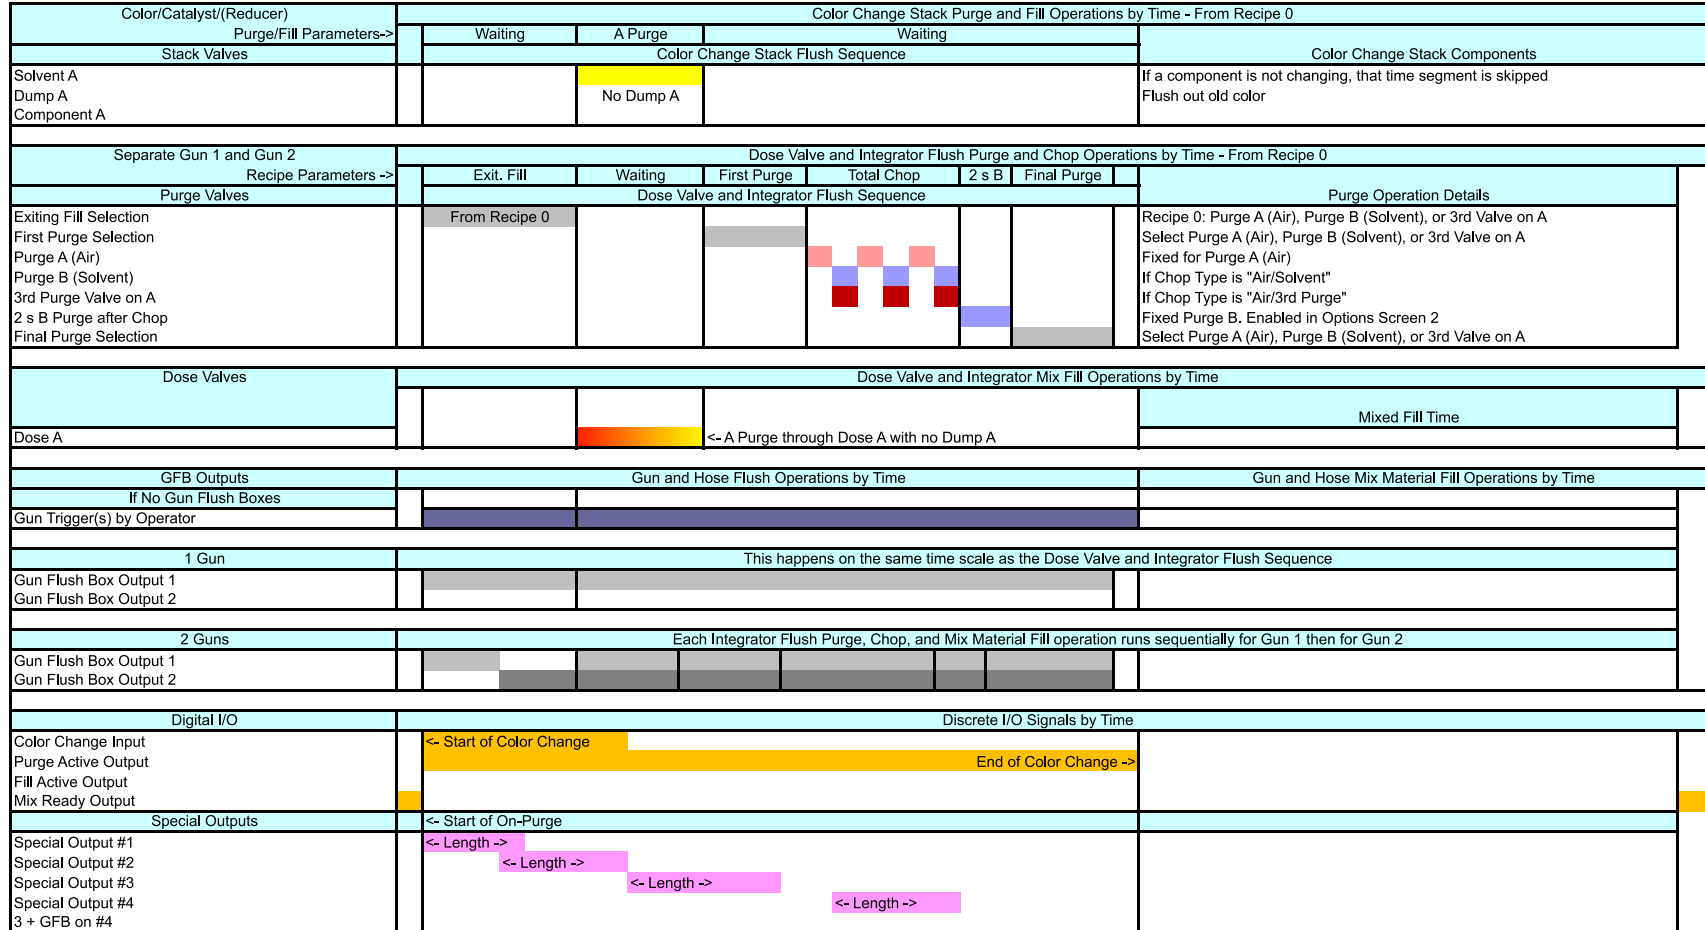 Color/Catalyst/(Reducer)
Color Change Stack Purge and Fill Operations by Time - From Recipe 0
Purge/Fill Parameters->
Waiting
A Purge
Waiting
Stack Valves
Color Change Stack Flush Sequence
Color Change Stack Components
Solvent A
If a component is not changing, that time segment is skipped
Dump A
No Dump A
Flush out old color
Component A
Separate Gun 1 and Gun 2
Dose Valve and Integrator Flush Purge and Chop Operations by Time - From Recipe 0
Recipe Parameters ->
Exit. Fill
Waiting
First Purge
Total Chop
2 s B
Final Purge
Purge Valves
Dose Valve and Integrator Flush Sequence
Purge Operation Details
Exiting Fill Selection
From Recipe 0
Recipe 0: Purge A (Air), Purge B (Solvent), or 3rd Valve on A
First Purge Selection
Select Purge A (Air), Purge B (Solvent), or 3rd Valve on A
Purge A (Air)
Fixed for Purge A (Air)
Purge B (Solvent)
If Chop Type is "Air/Solvent"
3rd Purge Valve on A
If Chop Type is "Air/3rd Purge"
2 s B Purge after Chop
Fixed Purge B. Enabled in Options Screen 2
Final Purge Selection
Select Purge A (Air), Purge B (Solvent), or 3rd Valve on A
Dose Valves
Dose Valve and Integrator Mix Fill Operations by Time
Mixed Fill Time
Dose A
<- A Purge through Dose A with no Dump A
GFB Outputs
Gun and Hose Flush Operations by Time
Gun and Hose Mix Material Fill Operations by Time
If No Gun Flush Boxes
Gun Trigger(s) by Operator
1 Gun
This happens on the same time scale as the Dose Valve and Integrator Flush Sequence
Gun Flush Box Output 1
Gun Flush Box Output 2
2 Guns
Each Integrator Flush Purge, Chop, and Mix Material Fill operation runs sequentially for Gun 1 then for Gun 2
Gun Flush Box Output 1
Gun Flush Box Output 2
Digital I/O
Discrete I/O Signals by Time
Color Change Input
<- Start of Color Change
Purge Active Output
End of Color Change ->
Fill Active Output
Mix Ready Output
Special Outputs
<- Start of On-Purge
Special Output #1
<- Length ->
Special Output #2
<- Length ->
Special Output #3
<- Length ->
Special Output #4
<- Length ->
3 + GFB on #4